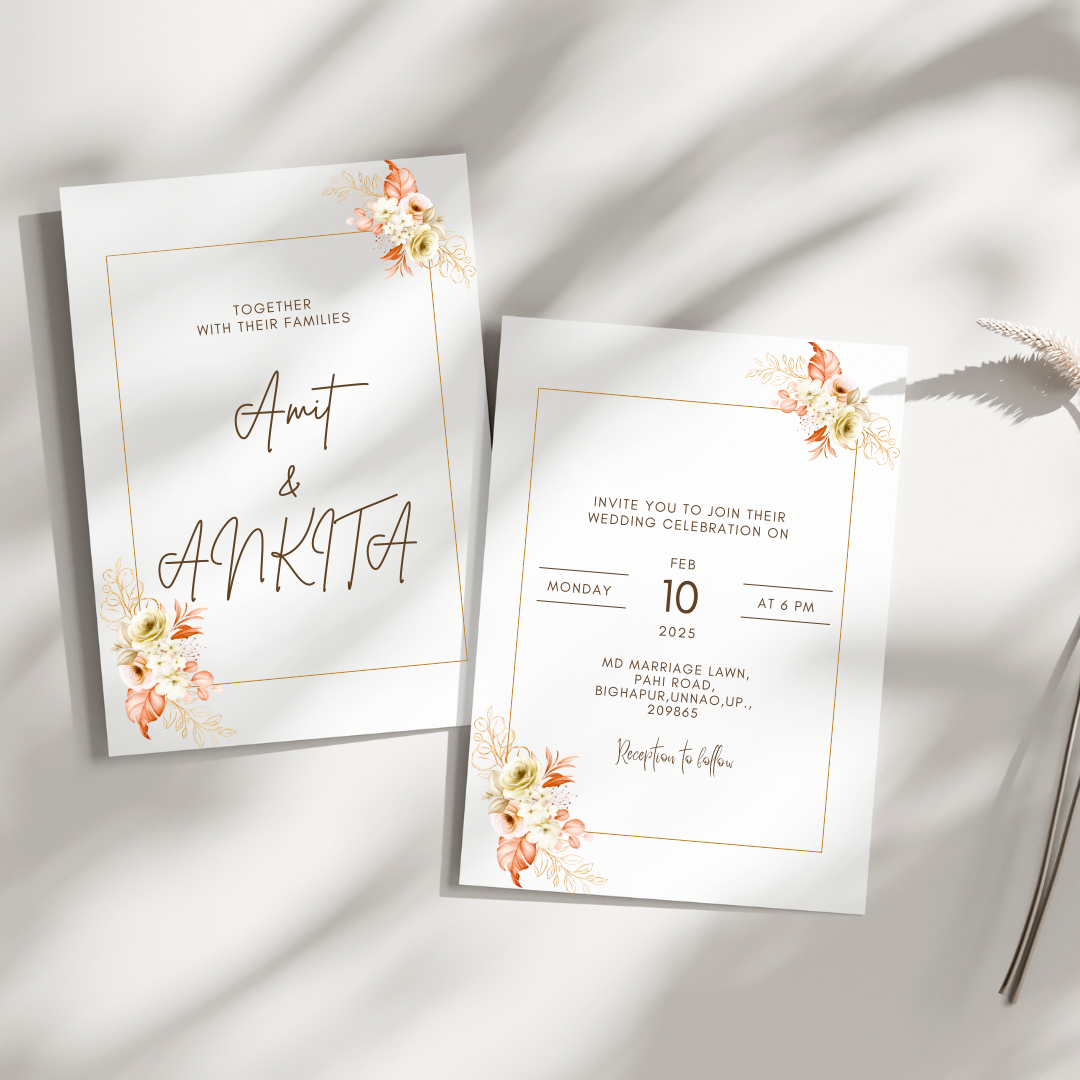 TOGETHER
WITH THEIR FAMILIES
Amit
&
ANKITA
INVITE YOU TO JOIN THEIR
WEDDING CELEBRATION ON
FEB
MONDAY
10
AT 6 PM
2025
MD MARRIAGE LAWN,
PAHI ROAD,
BIGHAPUR,UNNAO,UP.,
209865
Reception to follow